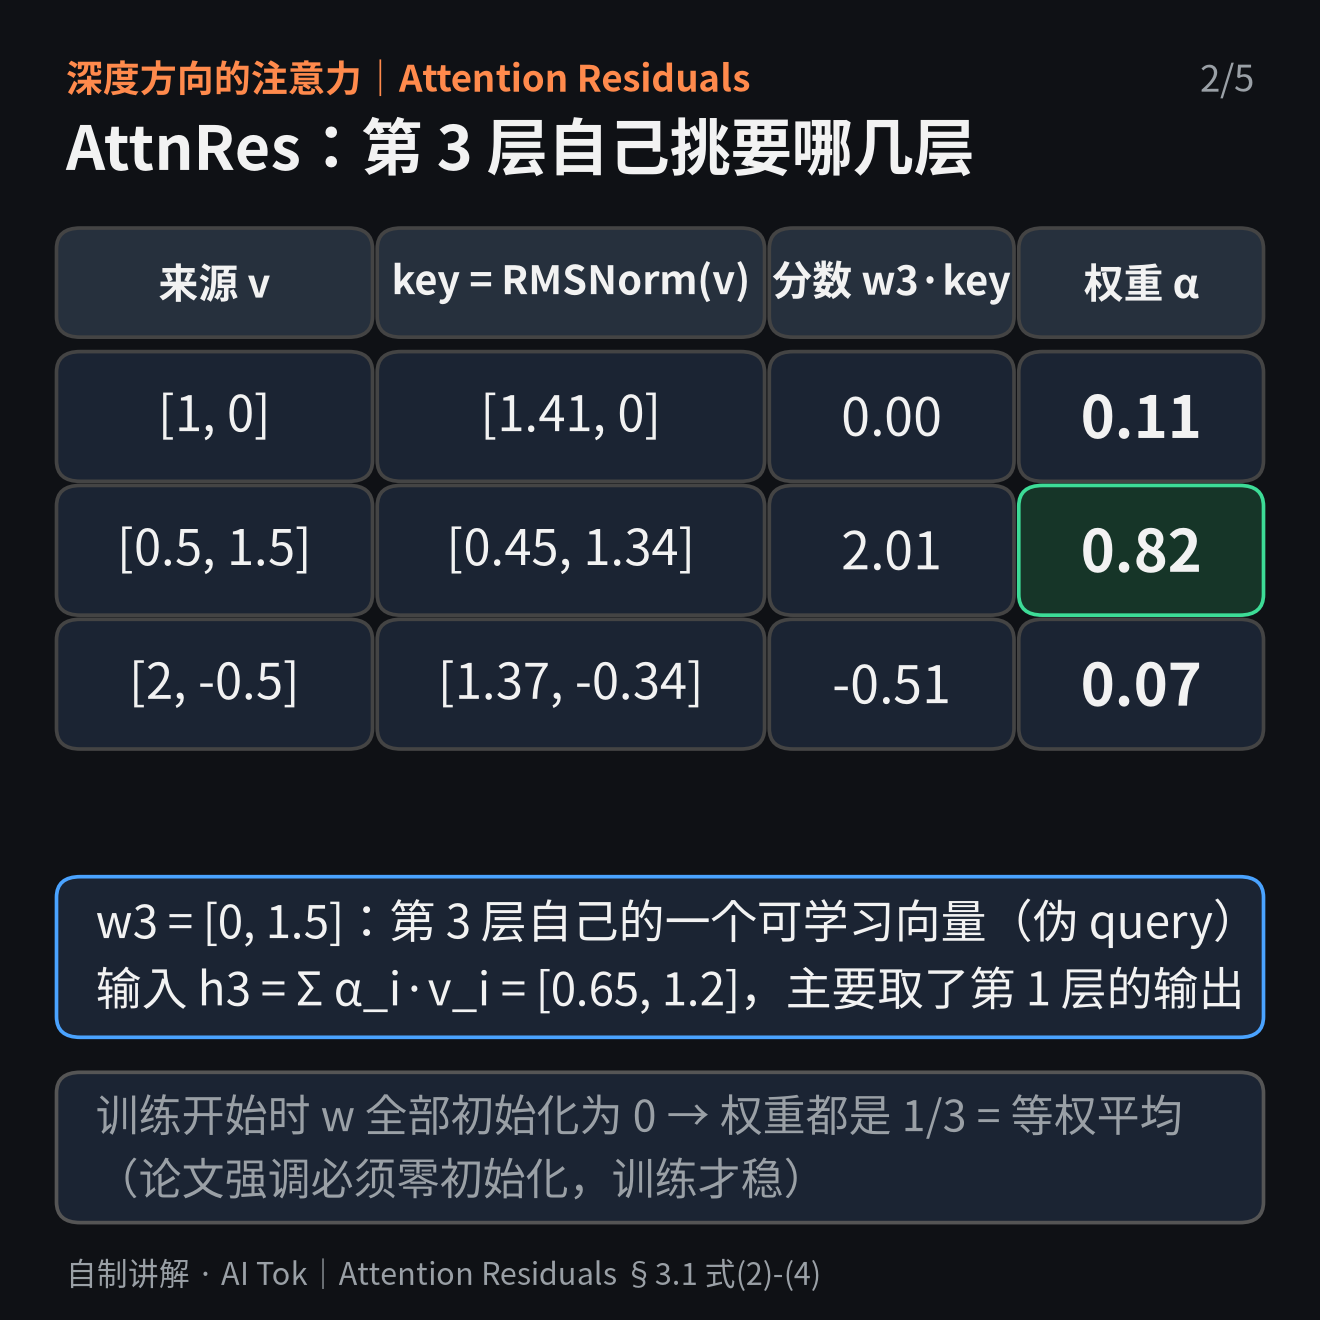 深度方向的注意力｜Attention Residuals
2/5
AttnRes：第 3 层自己挑要哪几层
来源 v
key = RMSNorm(v)
分数 w3·key
权重 α
[1, 0]
[1.41, 0]
0.00
0.11
[0.5, 1.5]
[0.45, 1.34]
2.01
0.82
[2, -0.5]
[1.37, -0.34]
-0.51
0.07
w3 = [0, 1.5]：第 3 层自己的一个可学习向量（伪 query）
输入 h3 = Σ α_i·v_i = [0.65, 1.2]，主要取了第 1 层的输出
训练开始时 w 全部初始化为 0 → 权重都是 1/3 = 等权平均
（论文强调必须零初始化，训练才稳）
自制讲解 · AI Tok｜Attention Residuals §3.1 式(2)-(4)